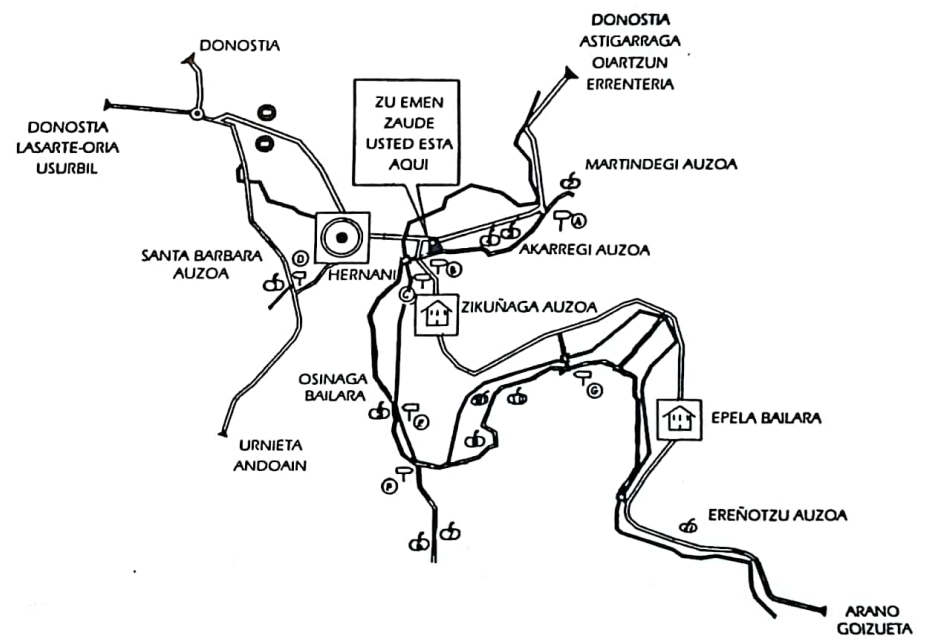 DONOSTIA
DONOSTIA
ASTIGARRAGA
OIARTZUN
ERRENTERIA
DONOSTIA
LASARTE-ORIA
USURBIL
ZU EMEN
ZAUDE
USTED ESTA
AQUI
MARTINDEGI AUZOA
A
AKARREGI AUZOA
SANTA BARBARA
AUZOA
D
HERNANI
B
C
ZIKUÑAGA AUZOA
OSINAGA
BAILARA
G
EPELA BAILARA
URNIETA
ANDOAIN
EREÑOTZU AUZOA
ARANO
GOIZUETA